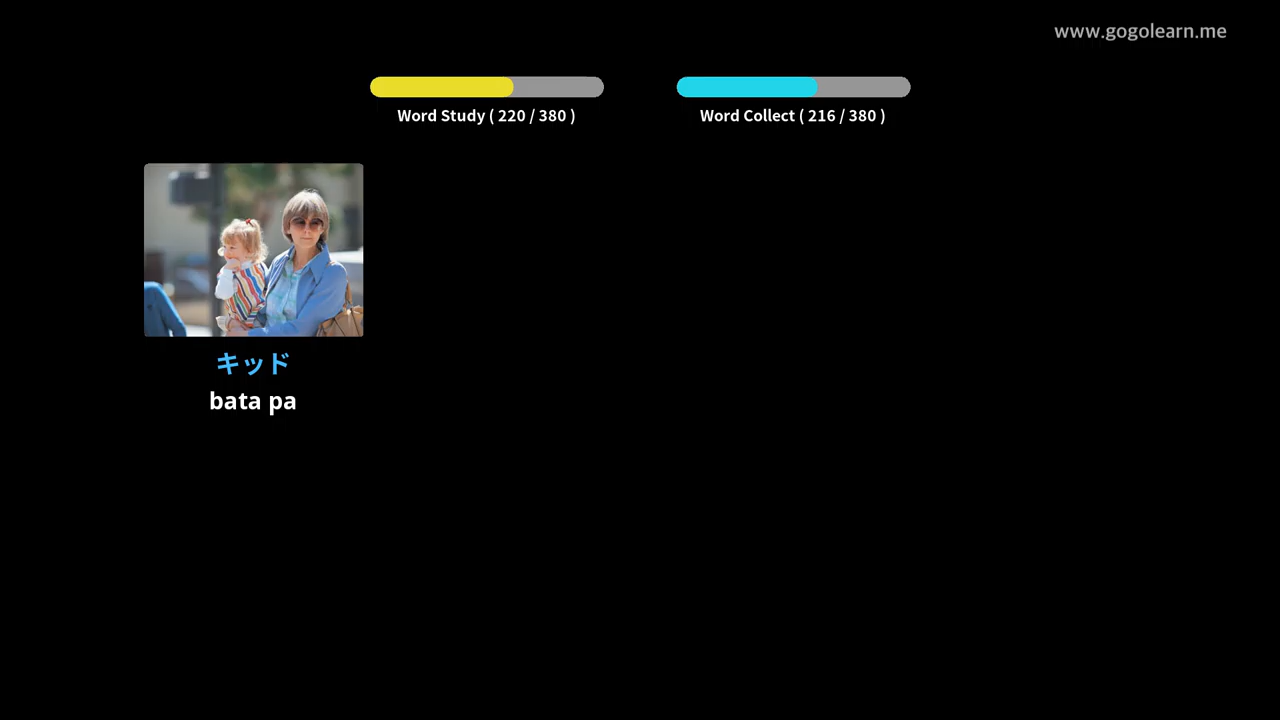 www.gogolearn.me
Word Study ( 220 / 380 )
Word Collect ( 216 / 380 )
キッド
bata pa